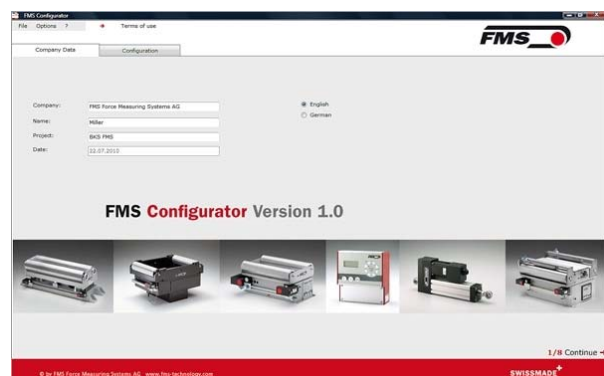 FMS Configurator
File Options ? Terms of use
FMS
Company Data Configuration
Company: FMS Force Measuring Systems AG
English
Name: Miller
German
Project: BKS FMS
Date: 22.07.2010
FMS Configurator Version 1.0
1/8 Continue
© by FMS Force Measuring Systems AG www.fms-technology.com
SWISSMADE